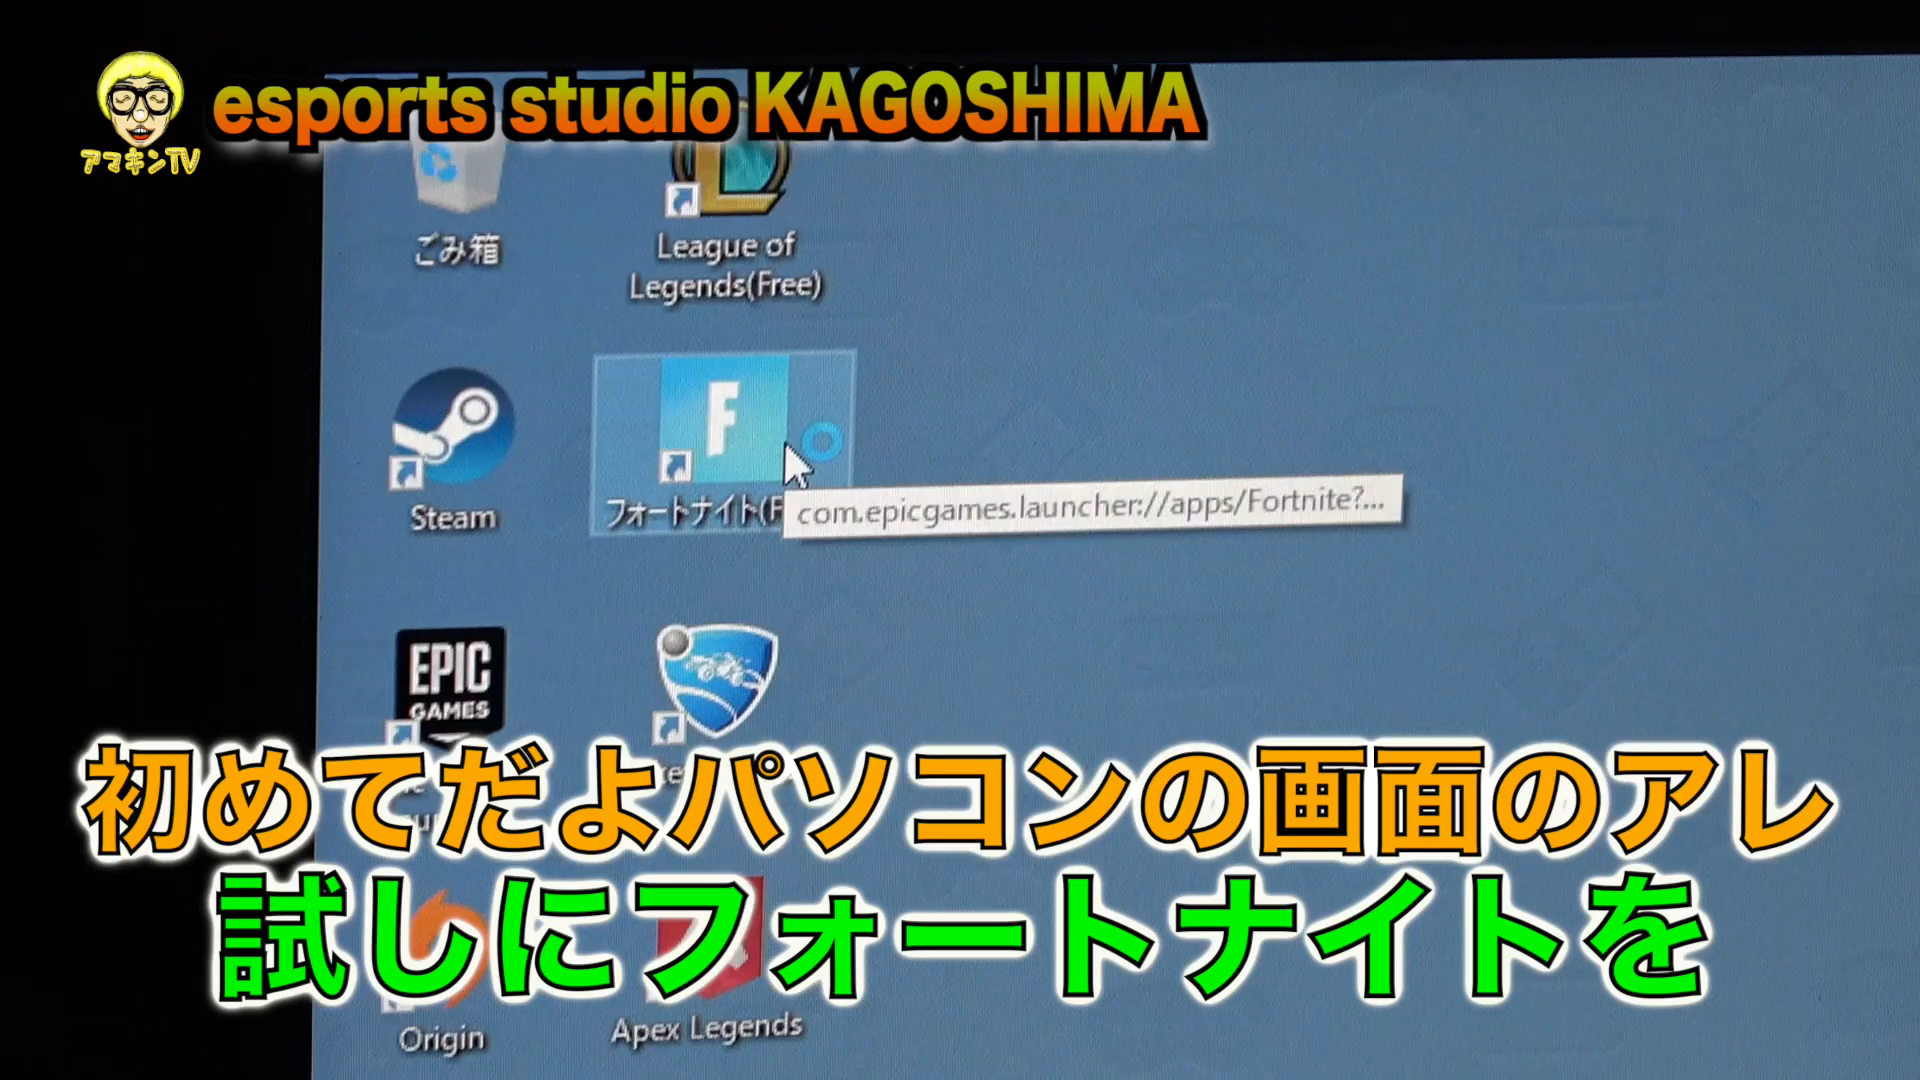 esports studio KAGOSHIMA
アマキンTV
ごみ箱
League of
Legends(Free)
Steam
フォートナイト(F
com.epicgames.launcher://apps/Fortnite?...
EPIC
GAMES
初めてだよパソコンの画面のアレ
試しにフォートナイトを
Origin
Apex Legends